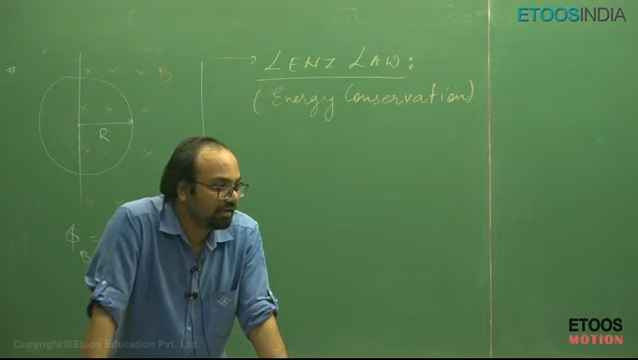 ETOOSINDIA
#
x x x B
→ LENZ LAW:
(Energy Conservation)
x x x
R
x x x
x x
Φ =
B
Copyright © Etoos Education Pvt. Ltd.
ETOOS
MOTION